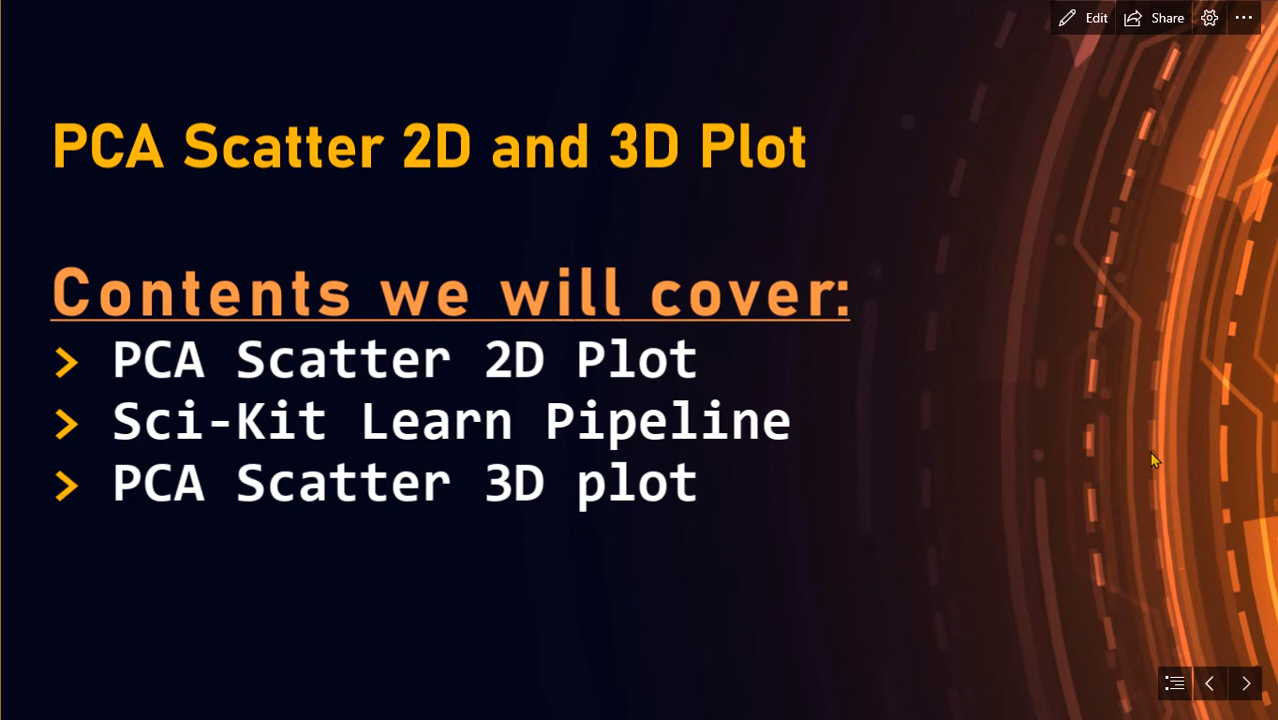 Edit Share
PCA Scatter 2D and 3D Plot
Contents we will cover:
> PCA Scatter 2D Plot
> Sci-Kit Learn Pipeline
> PCA Scatter 3D plot